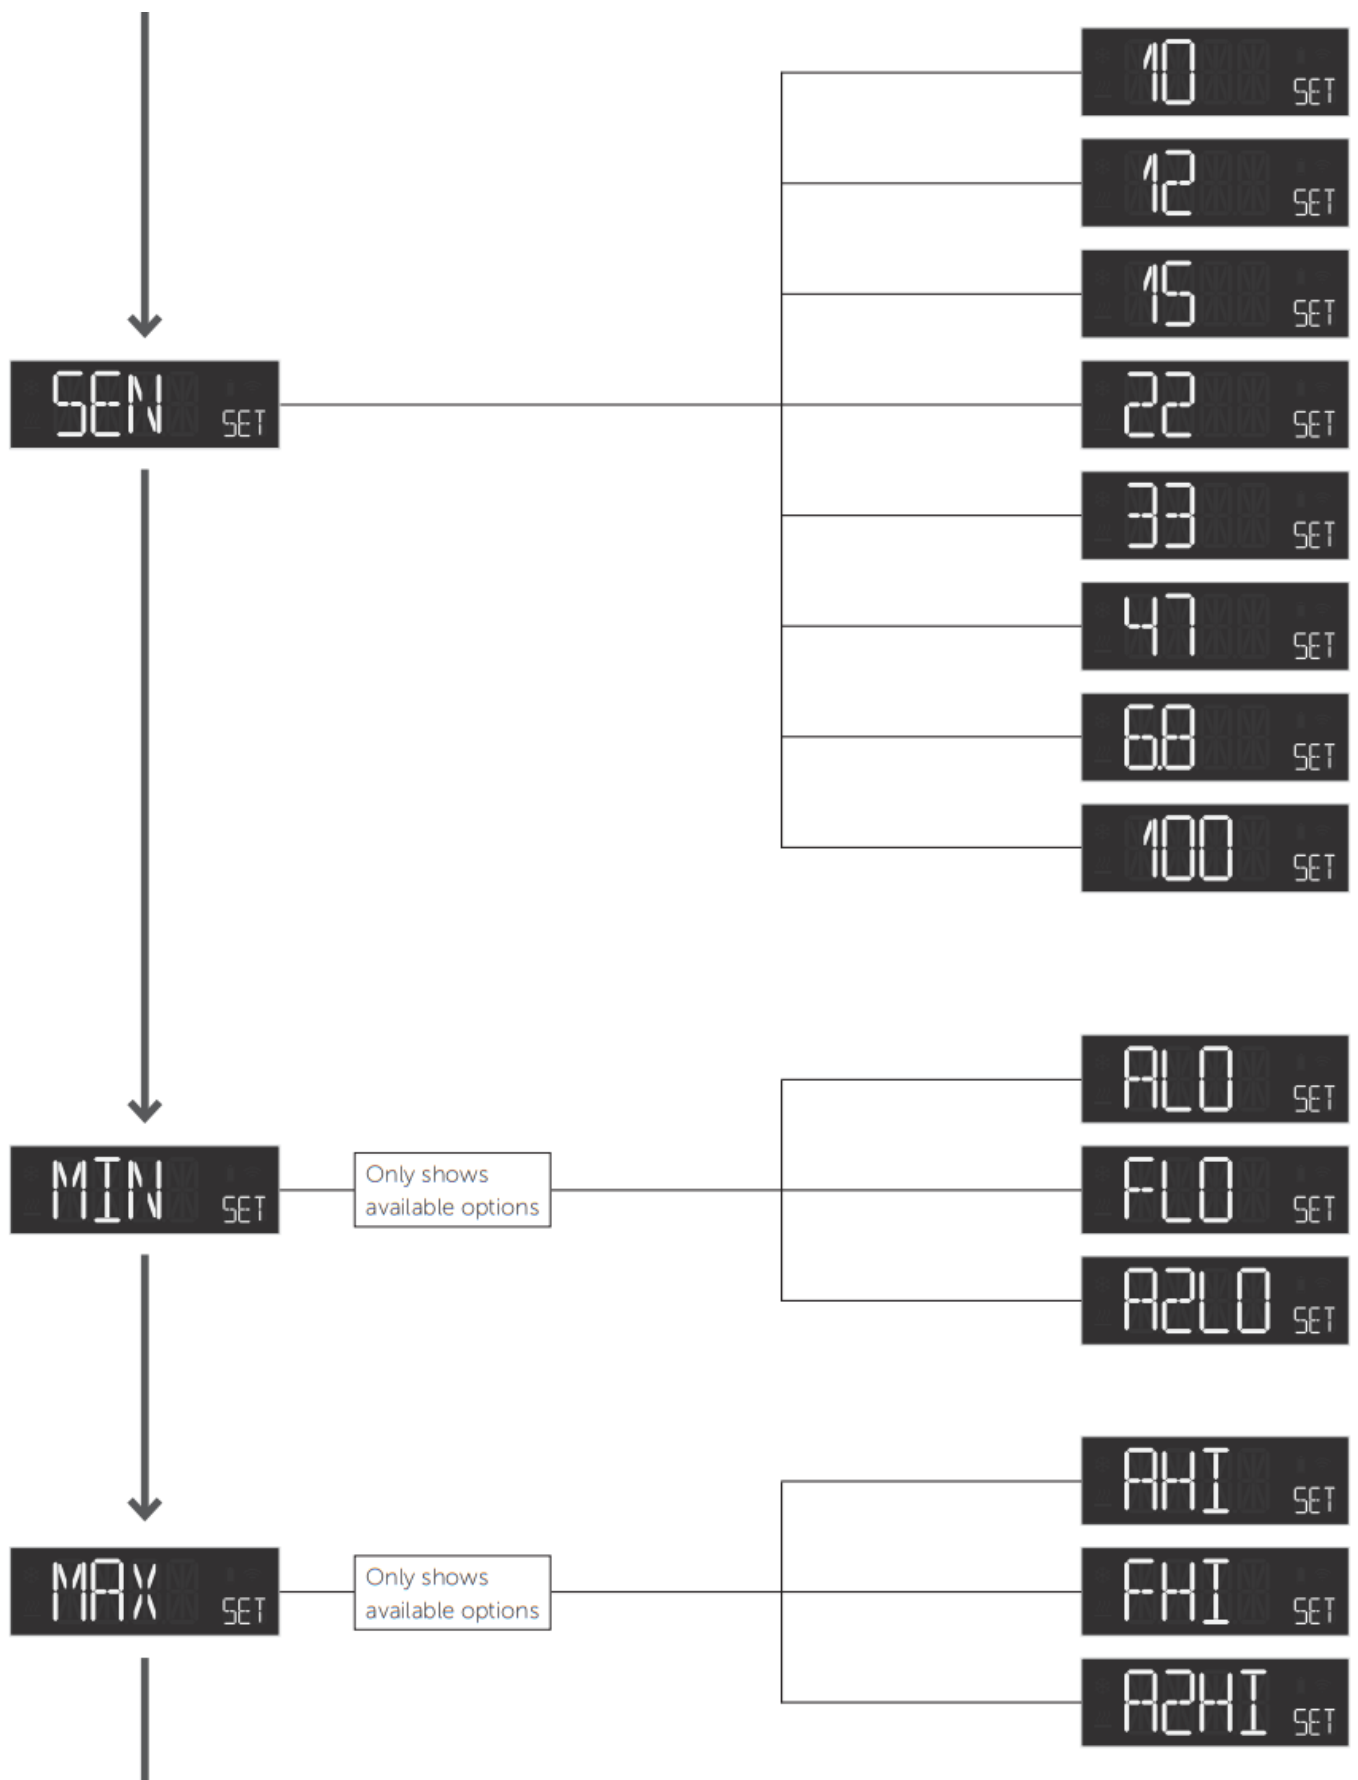 10 SET
12 SET
15 SET
SEN SET
22 SET
33 SET
47 SET
6.8 SET
100 SET
ALO SET
MIN SET
Only shows
available options
FLO SET
A2LO SET
AHI SET
MAX SET
Only shows
available options
FHI SET
A2HI SET